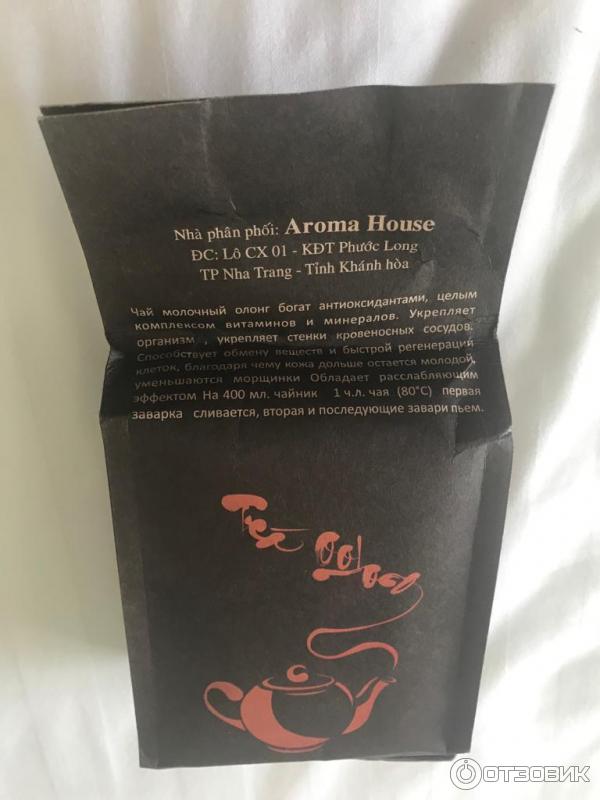 Nhà phân phối: Aroma House
ĐC: Lô CX 01 - KĐT Phước Long
TP Nha Trang - Tỉnh Khánh hòa
Чай молочный олонг богат антиоксидантами, целым
комплексом витаминов и минералов. Укрепляет
организм , укрепляет стенки кровеносных сосудов.
Способствует обмену веществ и быстрой регенераций
клеток, благодаря чему кожа дольше остается молодой,
уменьшаются морщинки Обладает расслабляющим
эффектом На 400 мл. чайник 1 ч.л. чая (80°С) первая
заварка сливается, вторая и последующие завари пьем.
ОТЗОВИК